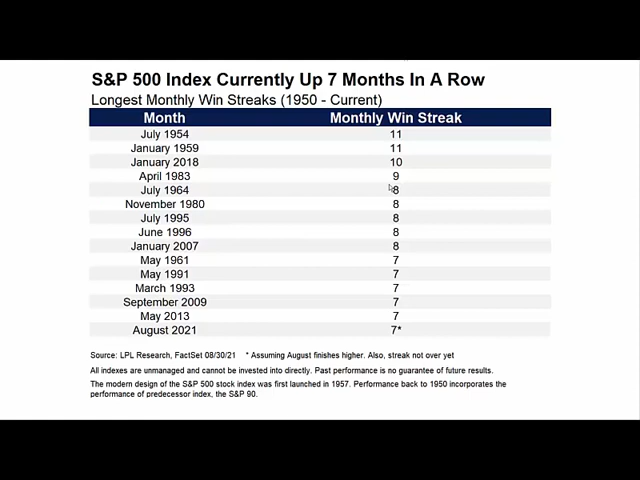 S&P 500 Index Currently Up 7 Months In A Row
Longest Monthly Win Streaks (1950 - Current)
Month Monthly Win Streak
July 1954 11
January 1959 11
January 2018 10
April 1983 9
July 1964 8
November 1980 8
July 1995 8
June 1996 8
January 2007 8
May 1961 7
May 1991 7
March 1993 7
September 2009 7
May 2013 7
August 2021 7*
Source: LPL Research, FactSet 08/30/21 * Assuming August finishes higher. Also, streak not over yet
All indexes are unmanaged and cannot be invested into directly. Past performance is no guarantee of future results.
The modern design of the S&P 500 stock index was first launched in 1957. Performance back to 1950 incorporates the
performance of predecessor index, the S&P 90.